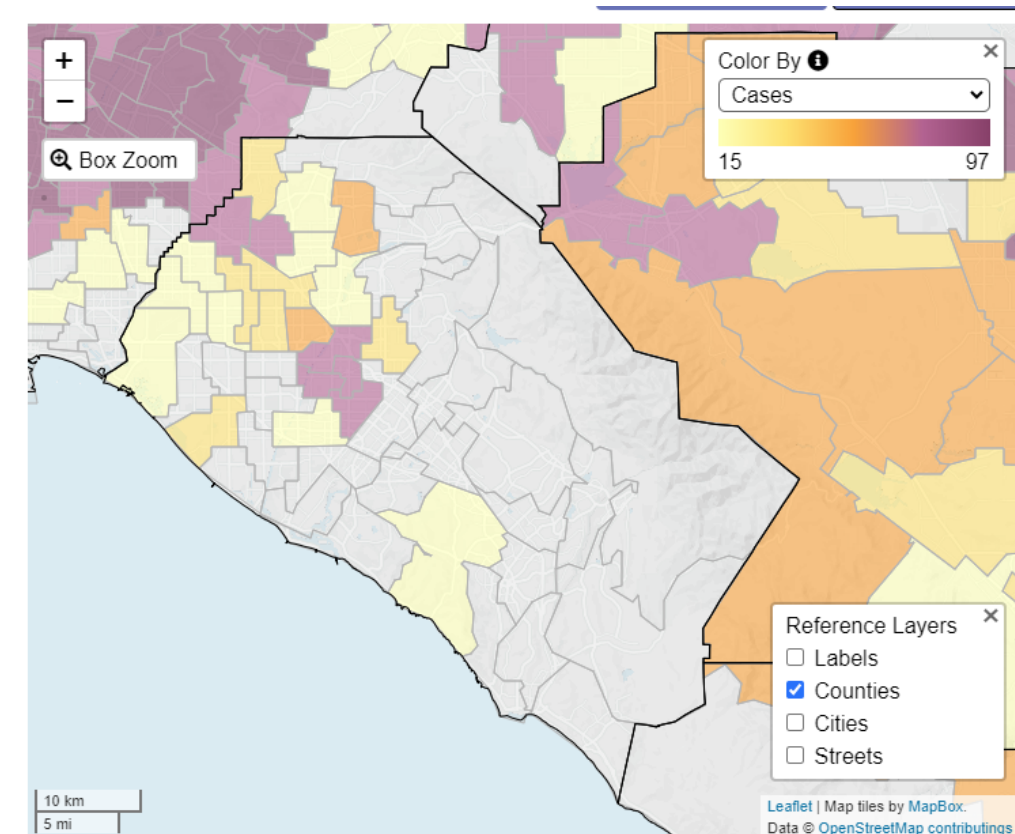 +
−
Box Zoom
Color By
Cases
15 97
Reference Layers
Labels
Counties
Cities
Streets
10 km
5 mi
Leaflet | Map tiles by MapBox.
Data © OpenStreetMap contributings